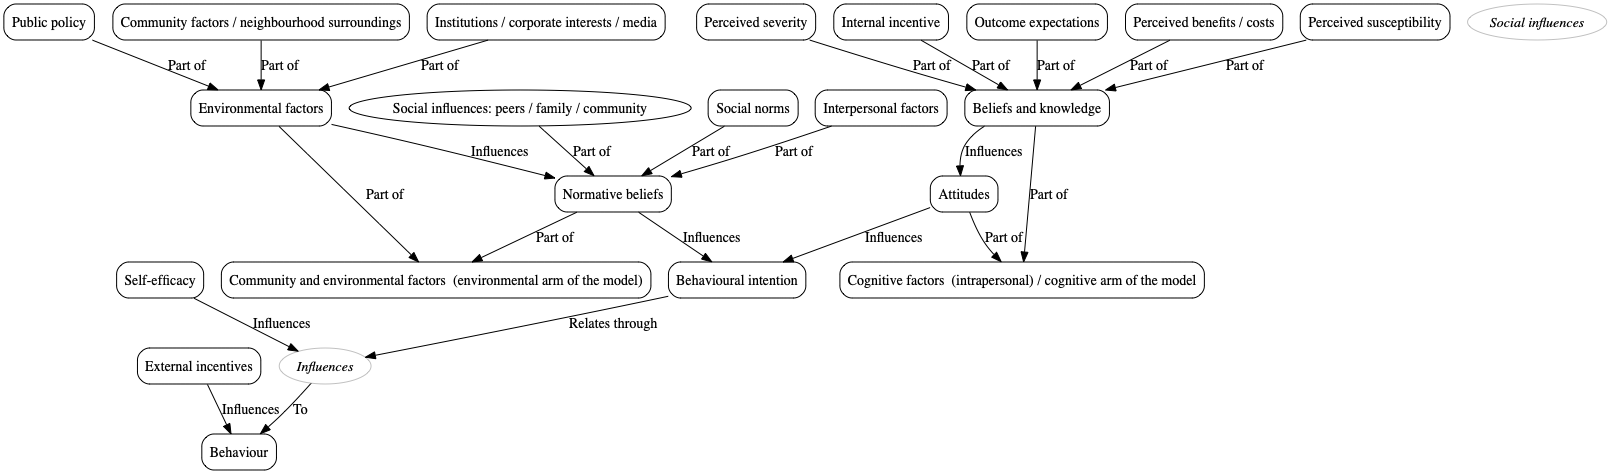 Public policy
Community factors / neighbourhood surroundings
Institutions / corporate interests / media
Perceived severity
Internal incentive
Outcome expectations
Perceived benefits / costs
Perceived susceptibility
Social influences
Part of
Part of
Part of
Part of
Part of
Part of
Part of
Part of
Environmental factors
Social influences: peers / family / community
Social norms
Interpersonal factors
Beliefs and knowledge
Influences
Part of
Part of
Part of
Influences
Part of
Normative beliefs
Attitudes
Part of
Part of
Influences
Influences
Part of
Self-efficacy
Community and environmental factors  (environmental arm of the model)
Behavioural intention
Cognitive factors  (intrapersonal) / cognitive arm of the model
Influences
Relates through
External incentives
Influences
Influences
To
Behaviour